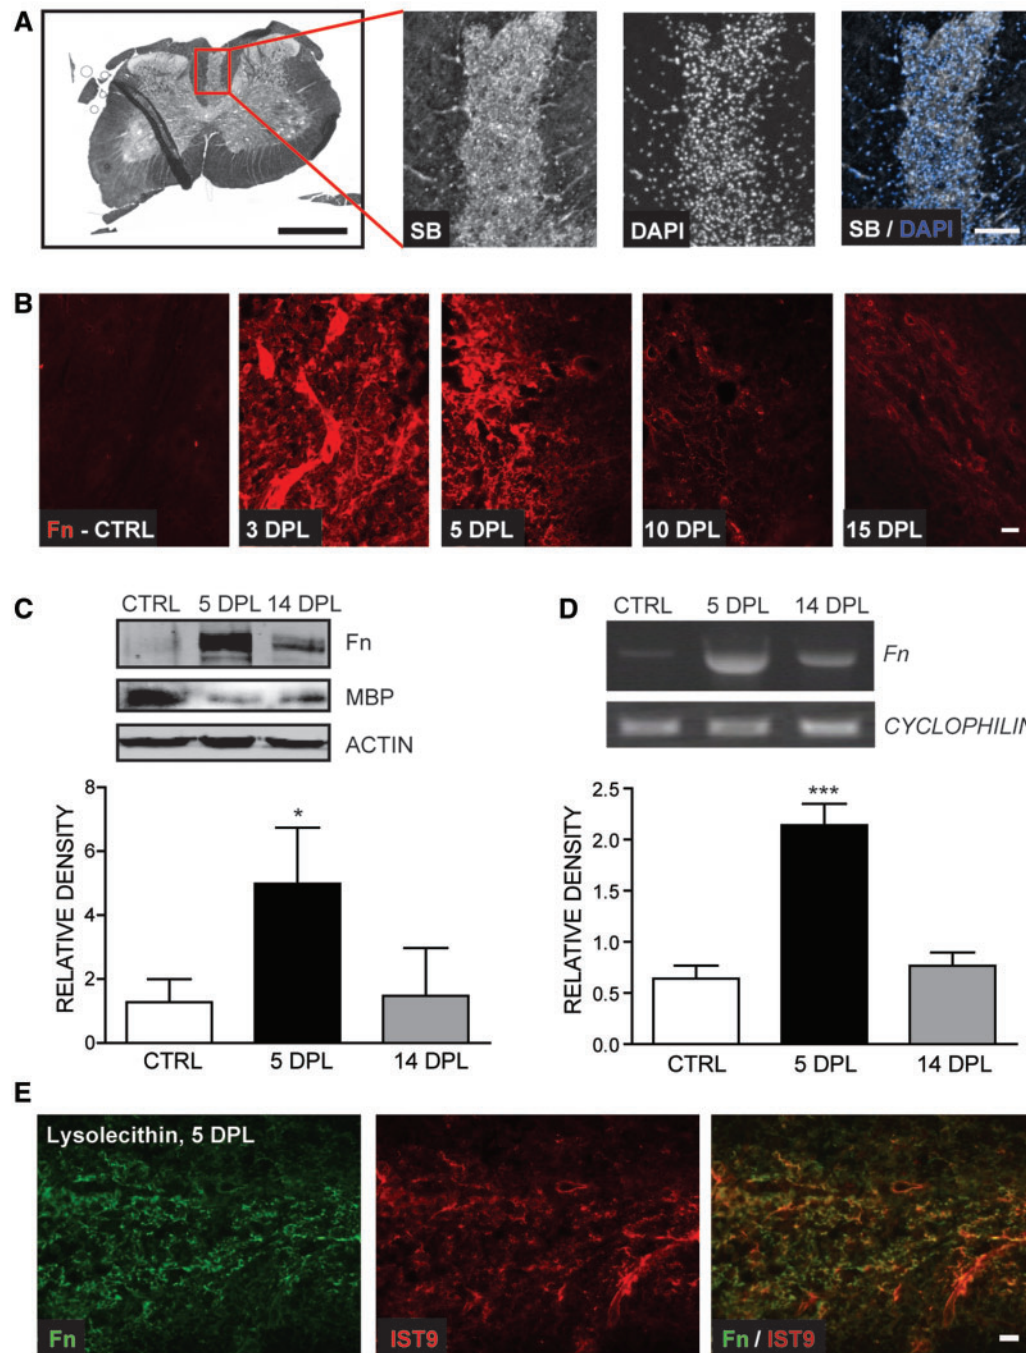 A
SB
DAPI
SB / DAPI
B
Fn - CTRL
3 DPL
5 DPL
10 DPL
15 DPL
C
CTRL 5 DPL 14 DPL
Fn
MBP
ACTIN
RELATIVE DENSITY
8
6
4
2
0
*
CTRL
5 DPL
14 DPL
D
CTRL 5 DPL 14 DPL
Fn
CYCLOPHILIN
RELATIVE DENSITY
2.5
2.0
1.5
1.0
0.5
0.0
***
CTRL
5 DPL
14 DPL
E
Lysolecithin, 5 DPL
Fn
IST9
Fn / IST9